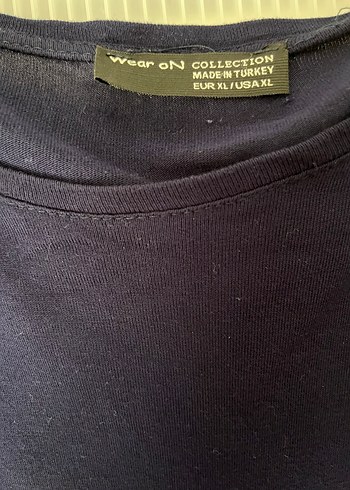 Wear oN COLLECTION
MADE IN TURKEY
EUR XL / USA XL